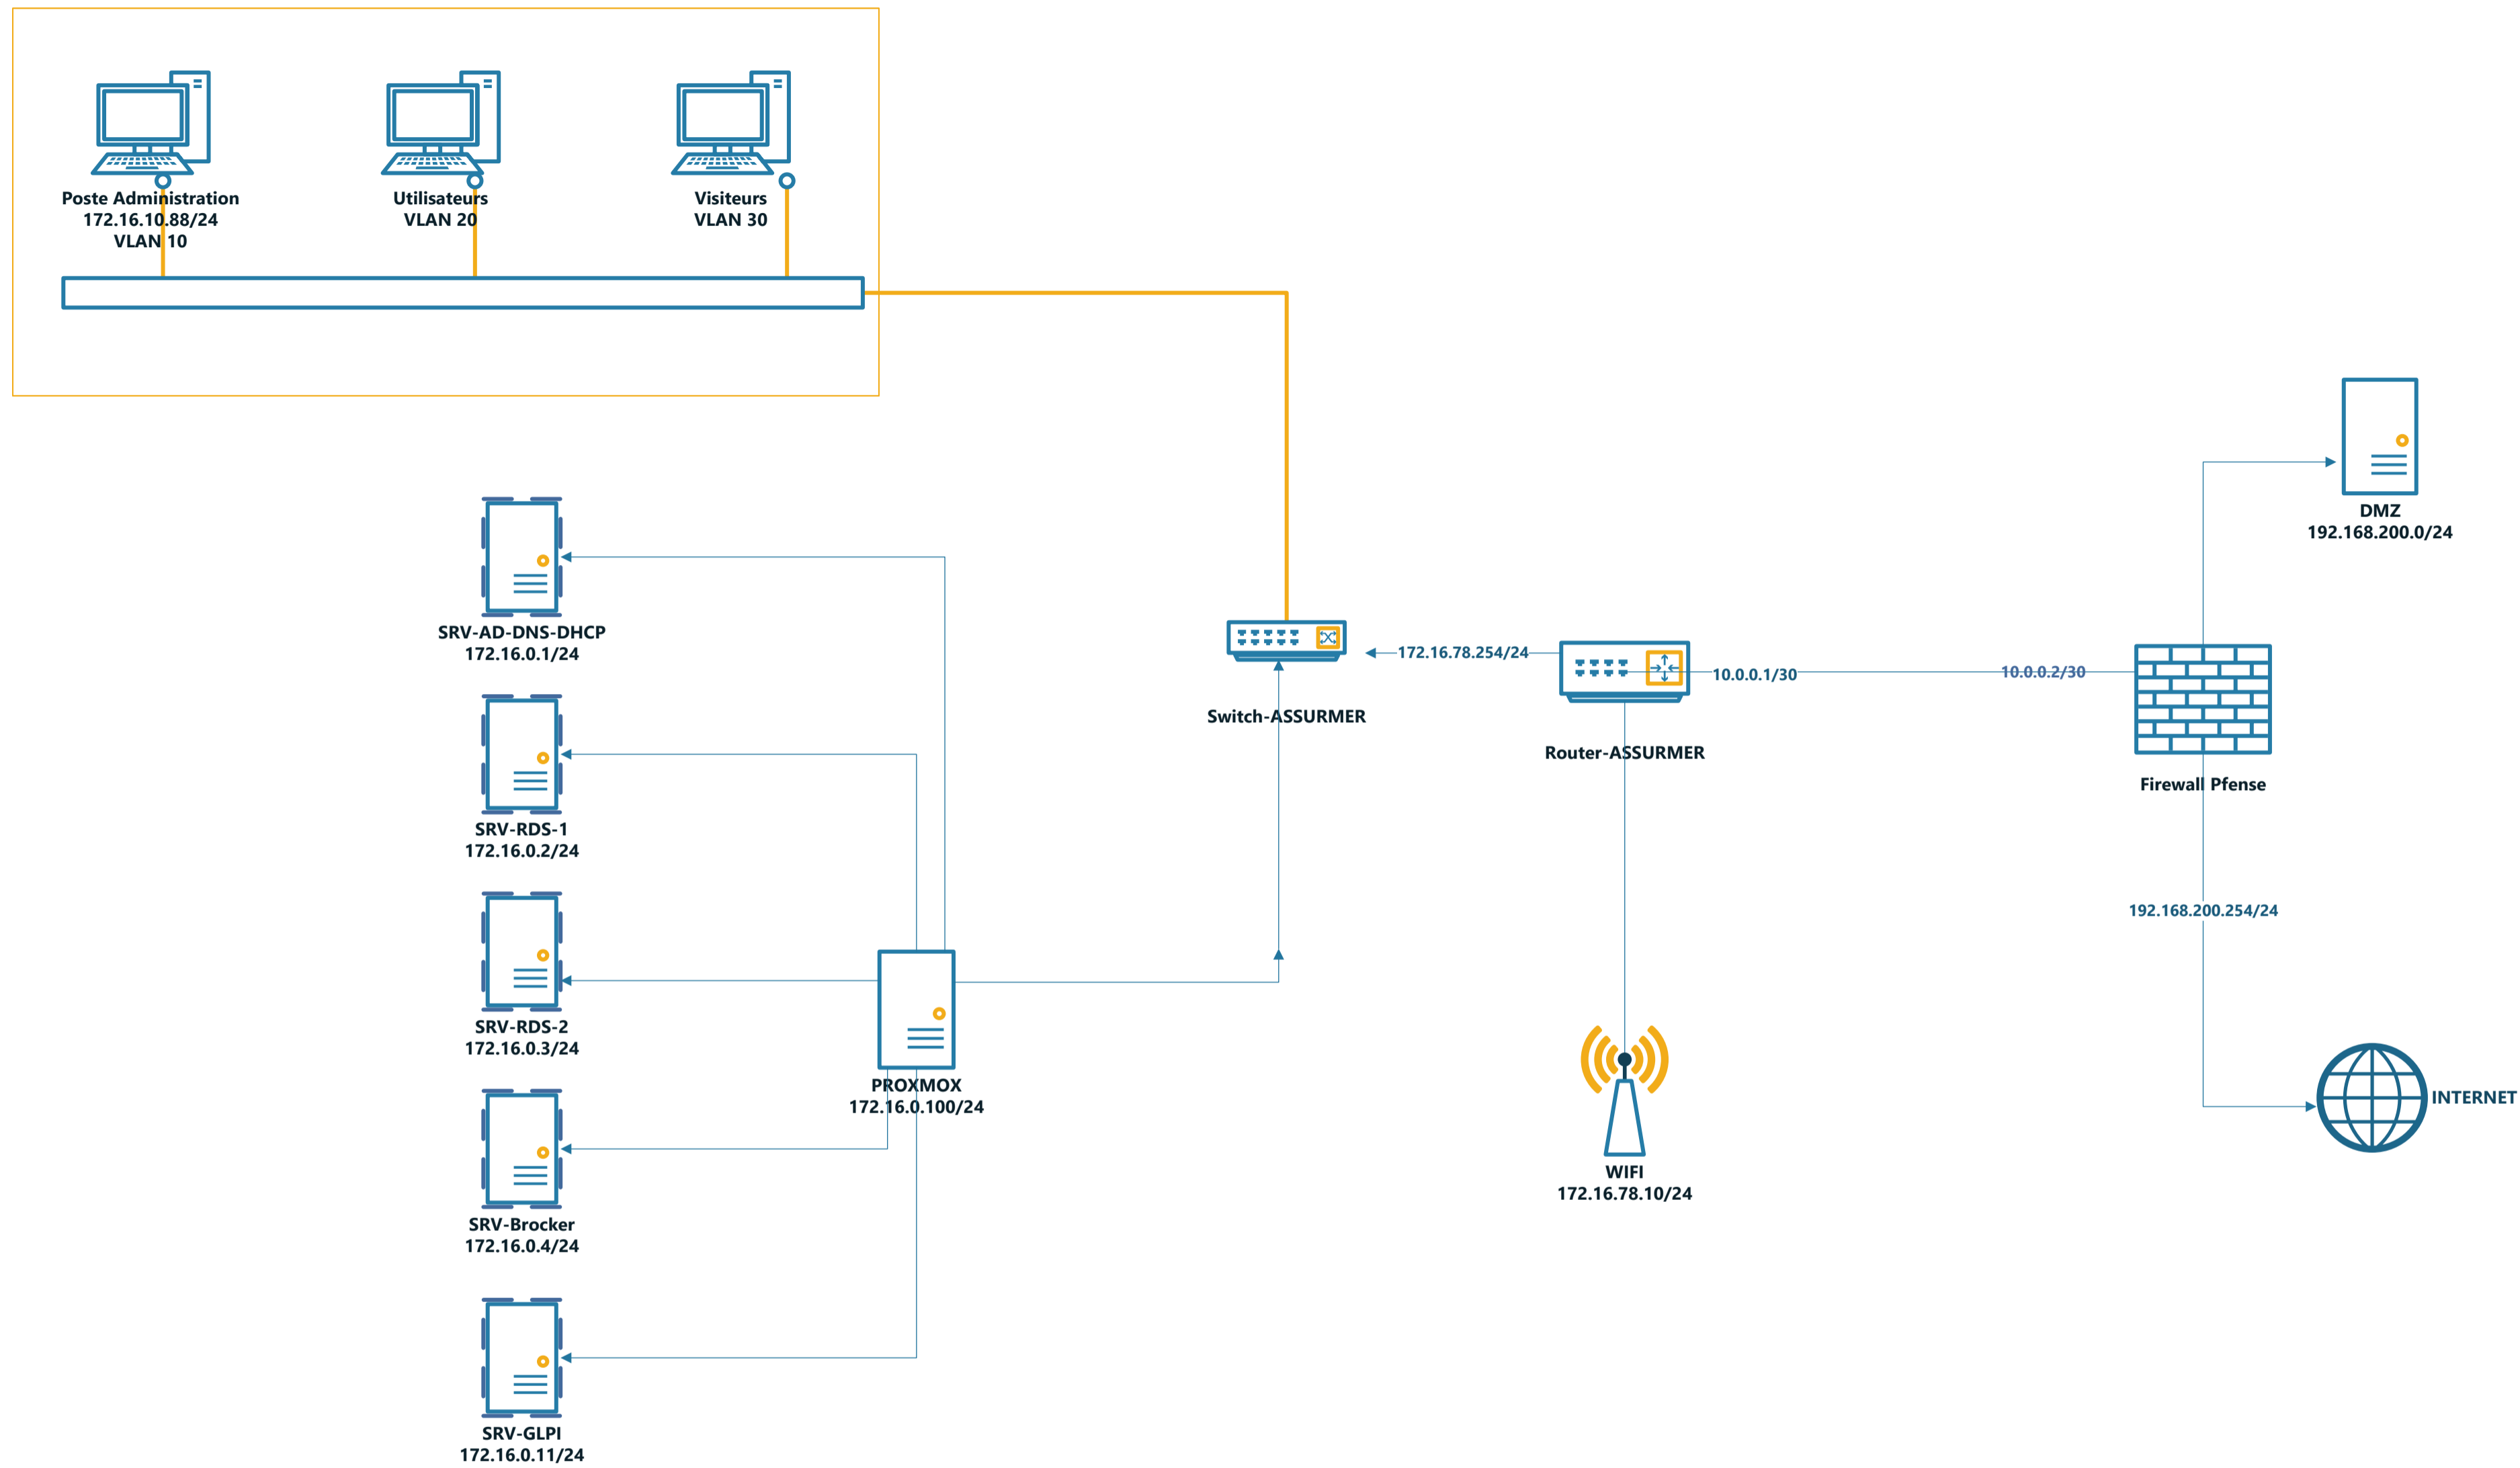 Poste Administration
172.16.10.88/24
VLAN 10
Utilisateurs
VLAN 20
Visiteurs
VLAN 30
DMZ
192.168.200.0/24
SRV-AD-DNS-DHCP
172.16.0.1/24
172.16.78.254/24
10.0.0.1/30
10.0.0.2/30
Switch-ASSURMER
Router-ASSURMER
Firewall Pfense
SRV-RDS-1
172.16.0.2/24
192.168.200.254/24
SRV-RDS-2
172.16.0.3/24
PROXMOX
172.16.0.100/24
INTERNET
WIFI
172.16.78.10/24
SRV-Brocker
172.16.0.4/24
SRV-GLPI
172.16.0.11/24